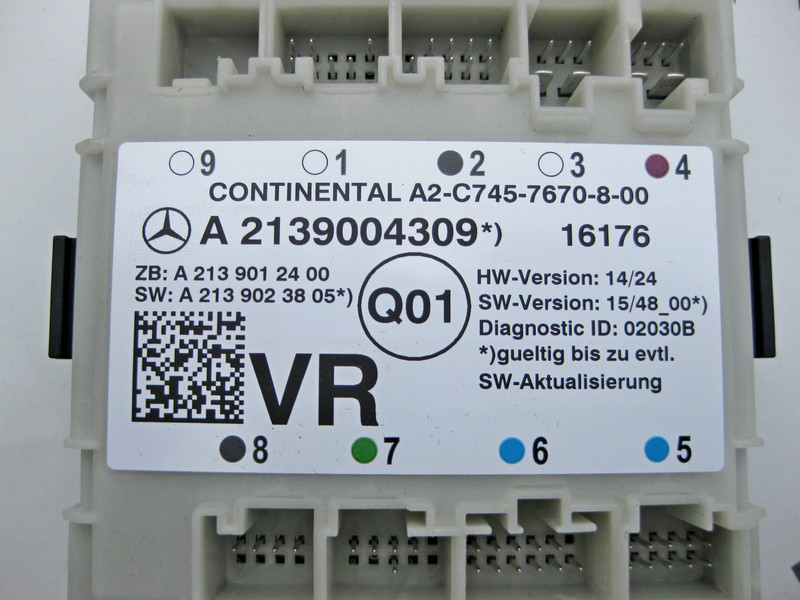 9 1 2 3 4
CONTINENTAL A2-C745-7670-8-00
A 2139004309*) 16176
ZB: A 213 901 24 00
SW: A 213 902 38 05*)
Q01
HW-Version: 14/24
SW-Version: 15/48_00*)
Diagnostic ID: 02030B
*)gueltig bis zu evtl.
SW-Aktualisierung
VR
8 7 6 5